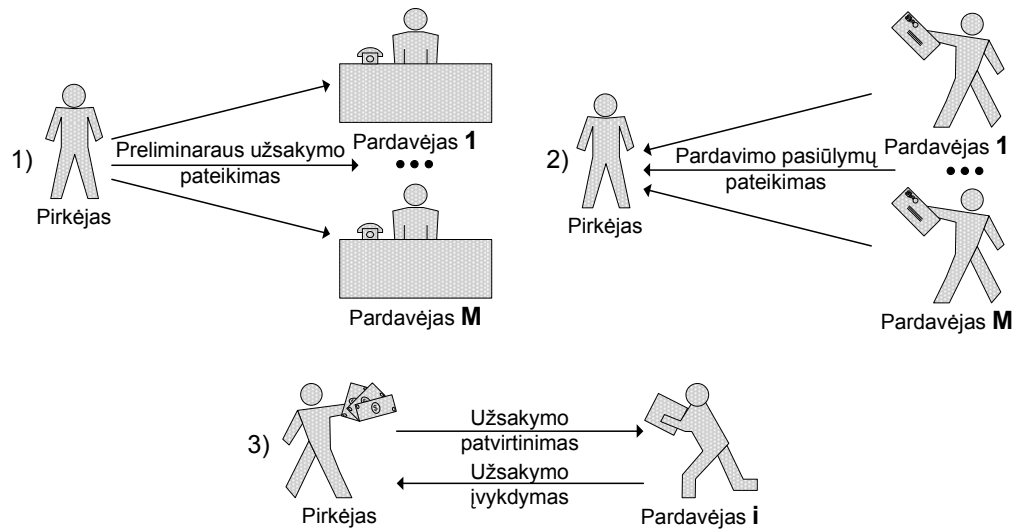 1)
Pirkėjas
Preliminaraus užsakymo
pateikimas
Pardavėjas 1
Pardavėjas M
2)
Pirkėjas
Pardavimo pasiūlymų
pateikimas
Pardavėjas 1
Pardavėjas M
3)
Pirkėjas
Užsakymo
patvirtinimas
Užsakymo
įvykdymas
Pardavėjas i